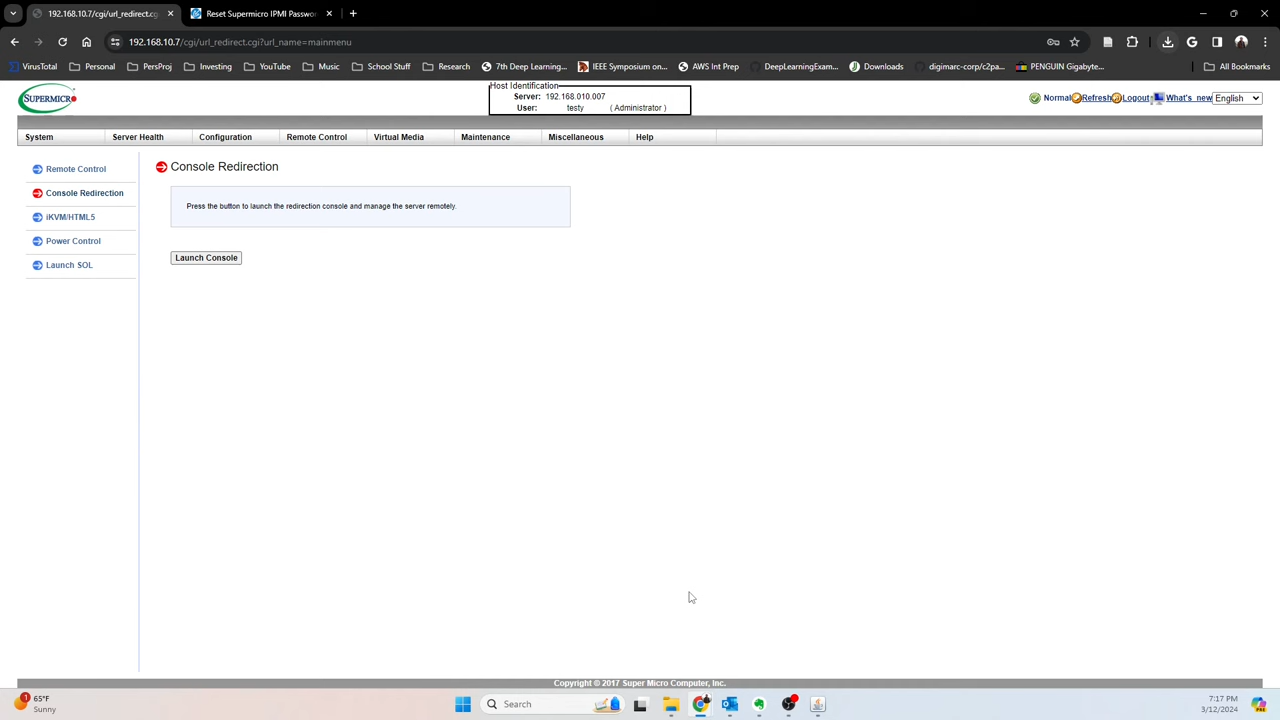 192.168.10.7/cgi/url_redirect.cg
Reset Supermicro IPMI Passwo
192.168.10.7/cgi/url_redirect.cgi?url_name=mainmenu
VirusTotal Personal PersProj Investing YouTube Music School Stuff Research 7th Deep Learning... IEEE Symposium on... AWS Int Prep DeepLearningExam... Downloads digimarc-corp/c2pa... PENGUIN Gigabyte... All Bookmarks
SUPERMICRO
Host Identification
Server: 192.168.010.007
User: testy ( Administrator )
Normal Refresh Logout What's new English
System Server Health Configuration Remote Control Virtual Media Maintenance Miscellaneous Help
Remote Control
Console Redirection
iKVM/HTML5
Power Control
Launch SOL
Console Redirection
Press the button to launch the redirection console and manage the server remotely.
Launch Console
Copyright © 2017 Super Micro Computer, Inc.
1
65°F
Sunny
Search
7:17 PM
3/12/2024